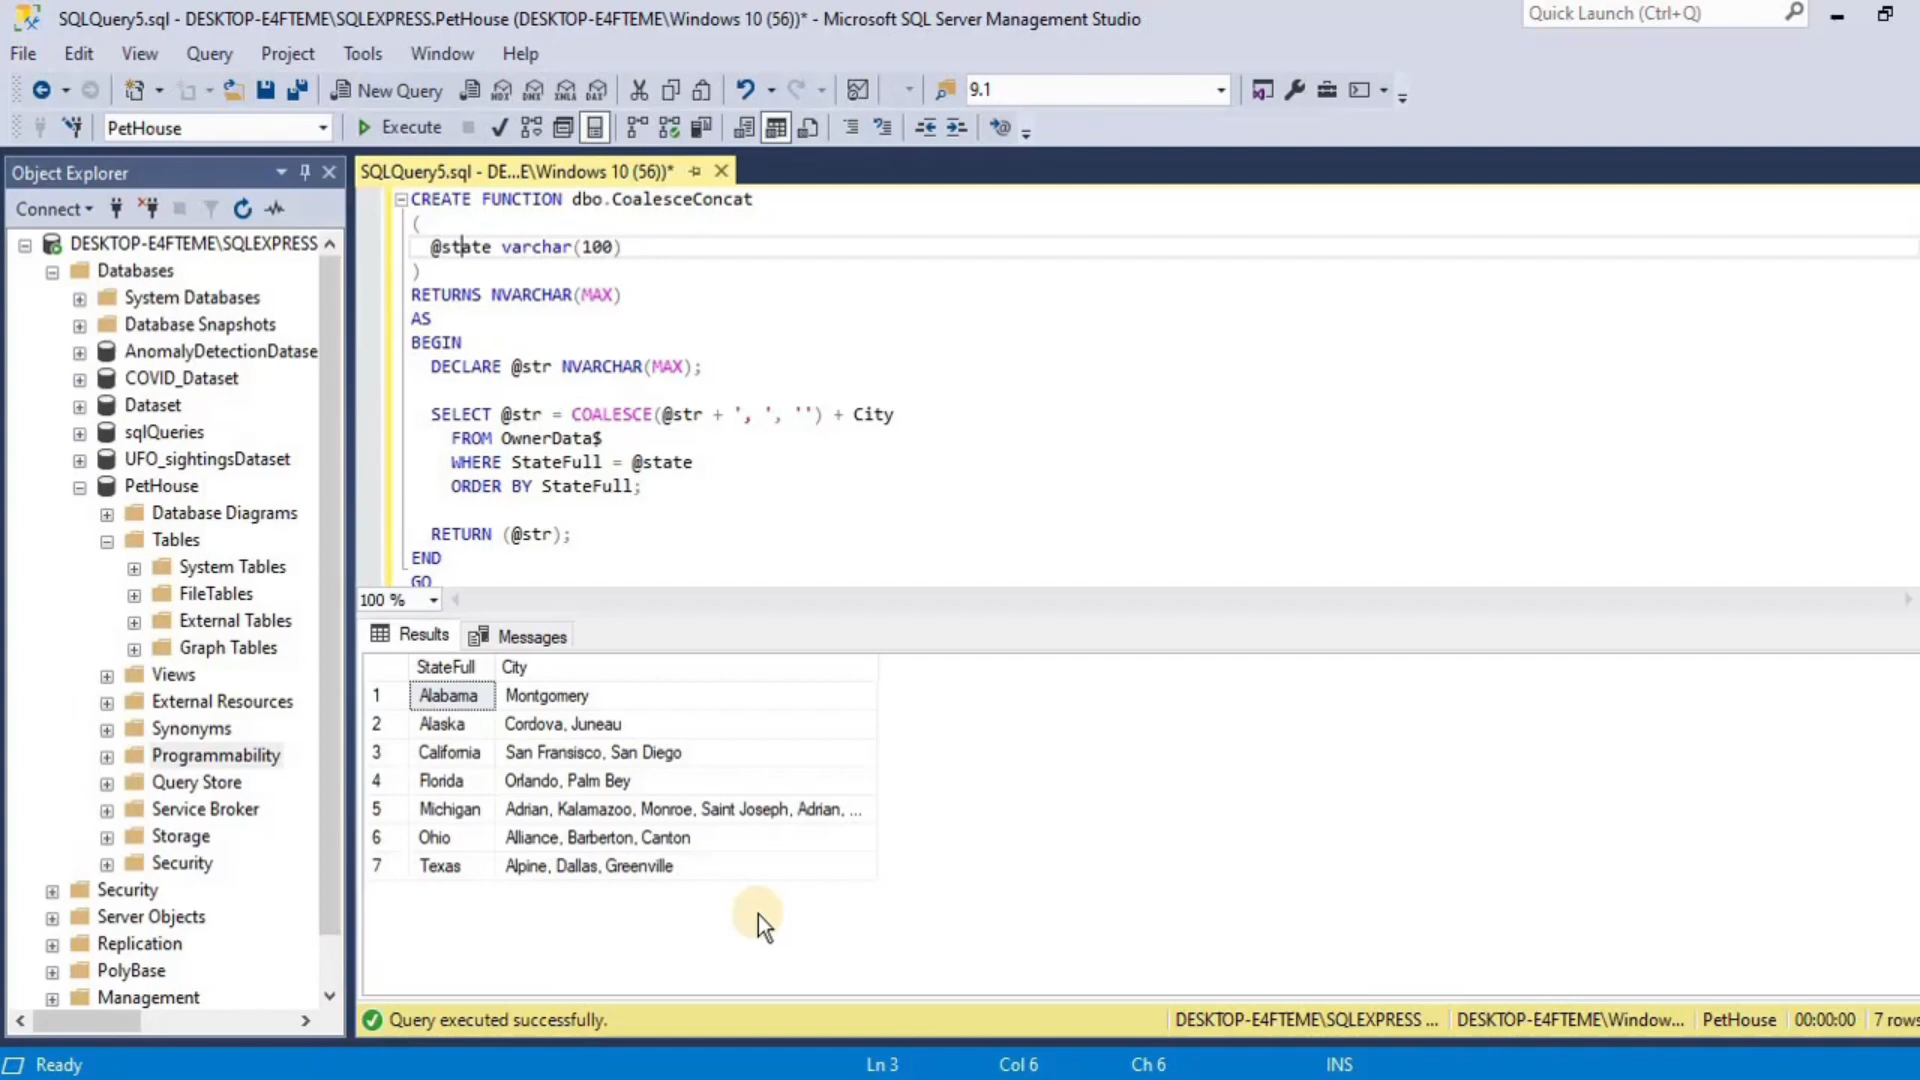 SQLQuery5.sql - DESKTOP-E4FTEME\SQLEXPRESS.PetHouse (DESKTOP-E4FTEME\Windows 10 (56))* - Microsoft SQL Server Management Studio
Quick Launch (Ctrl+Q)
File Edit View Query Project Tools Window Help
New Query MDX DMX XMLA DAX 9.1
PetHouse Execute
Object Explorer
SQLQuery5.sql - DE...E\Windows 10 (56))*
Connect
DESKTOP-E4FTEME\SQLEXPRESS
Databases
System Databases
Database Snapshots
AnomalyDetectionDatase
COVID_Dataset
Dataset
sqlQueries
UFO_sightingsDataset
PetHouse
Database Diagrams
Tables
System Tables
FileTables
External Tables
Graph Tables
Views
External Resources
Synonyms
Programmability
Query Store
Service Broker
Storage
Security
Security
Server Objects
Replication
PolyBase
Management
CREATE FUNCTION dbo.CoalesceConcat
(
@state varchar(100)
)
RETURNS NVARCHAR(MAX)
AS
BEGIN
DECLARE @str NVARCHAR(MAX);
SELECT @str = COALESCE(@str + ', ', '') + City
FROM OwnerData$
WHERE StateFull = @state
ORDER BY StateFull;
RETURN (@str);
END
GO
100 %
Results Messages
StateFull City
1 Alabama Montgomery
2 Alaska Cordova, Juneau
3 California San Fransisco, San Diego
4 Florida Orlando, Palm Bey
5 Michigan Adrian, Kalamazoo, Monroe, Saint Joseph, Adrian, ...
6 Ohio Alliance, Barberton, Canton
7 Texas Alpine, Dallas, Greenville
Query executed successfully. DESKTOP-E4FTEME\SQLEXPRESS ... DESKTOP-E4FTEME\Window... PetHouse 00:00:00 7 rows
Ready Ln 3 Col 6 Ch 6 INS